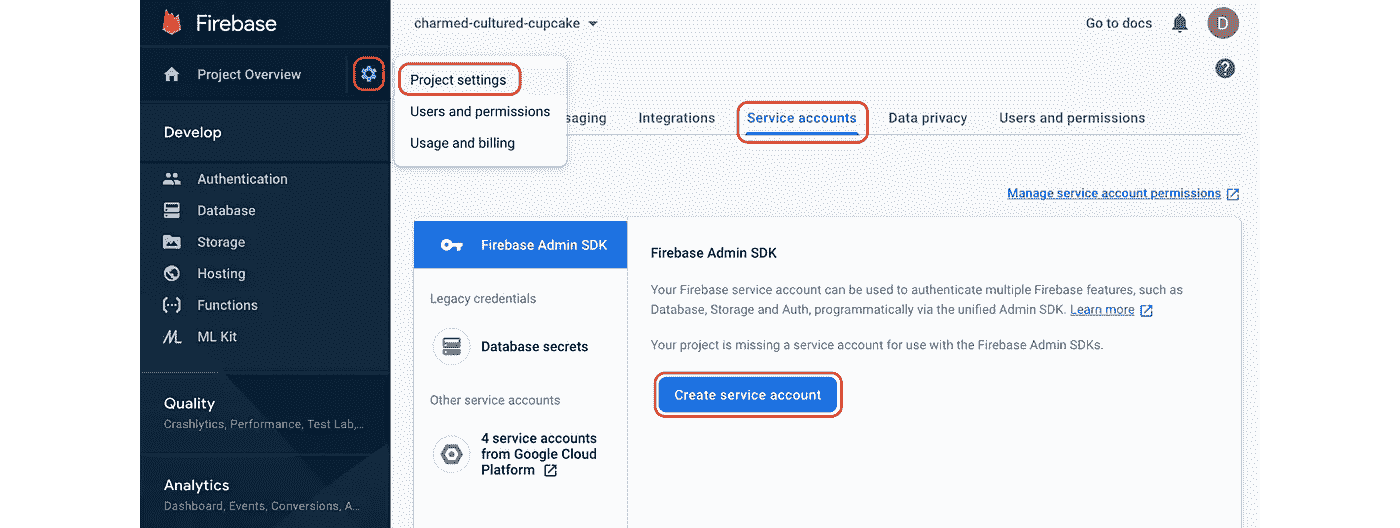 Firebase
charmed-cultured-cupcake
Go to docs
D
Project Overview
Project settings
Users and permissions
Usage and billing
saging
Integrations
Service accounts
Data privacy
Users and permissions
Develop
Authentication
Database
Storage
Hosting
Functions
ML Kit
Quality
Crashlytics, Performance, Test Lab,...
Analytics
Dashboard, Events, Conversions, A...
Manage service account permissions
Firebase Admin SDK
Legacy credentials
Database secrets
Other service accounts
4 service accounts
from Google Cloud
Platform
Firebase Admin SDK
Your Firebase service account can be used to authenticate multiple Firebase features, such as
Database, Storage and Auth, programmatically via the unified Admin SDK. Learn more
Your project is missing a service account for use with the Firebase Admin SDKs.
Create service account